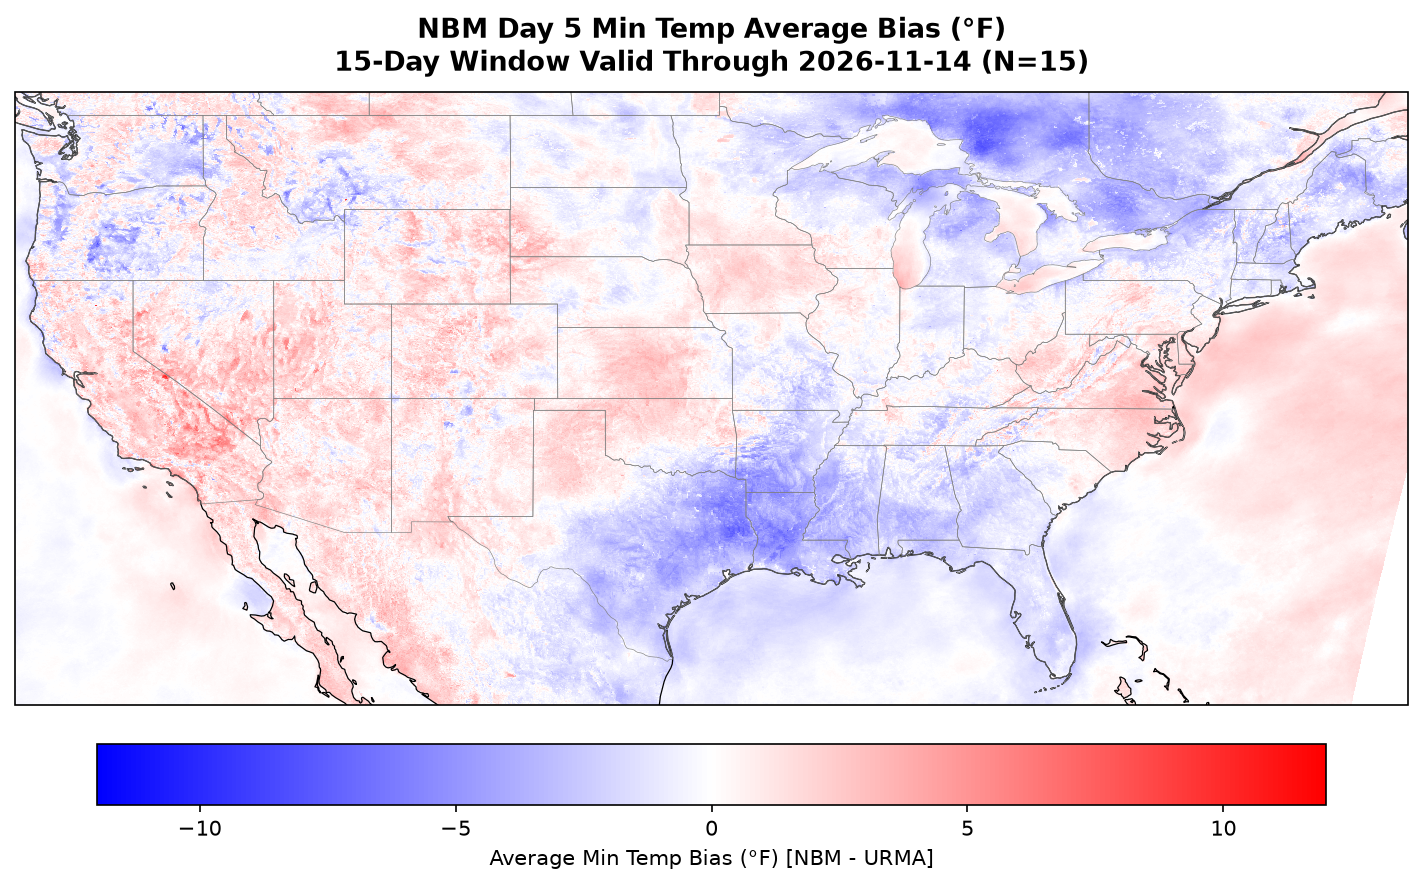 NBM Day 5 Min Temp Average Bias (°F)
15-Day Window Valid Through 2026-11-14 (N=15)
−10 −5 0 5 10
Average Min Temp Bias (°F) [NBM - URMA]